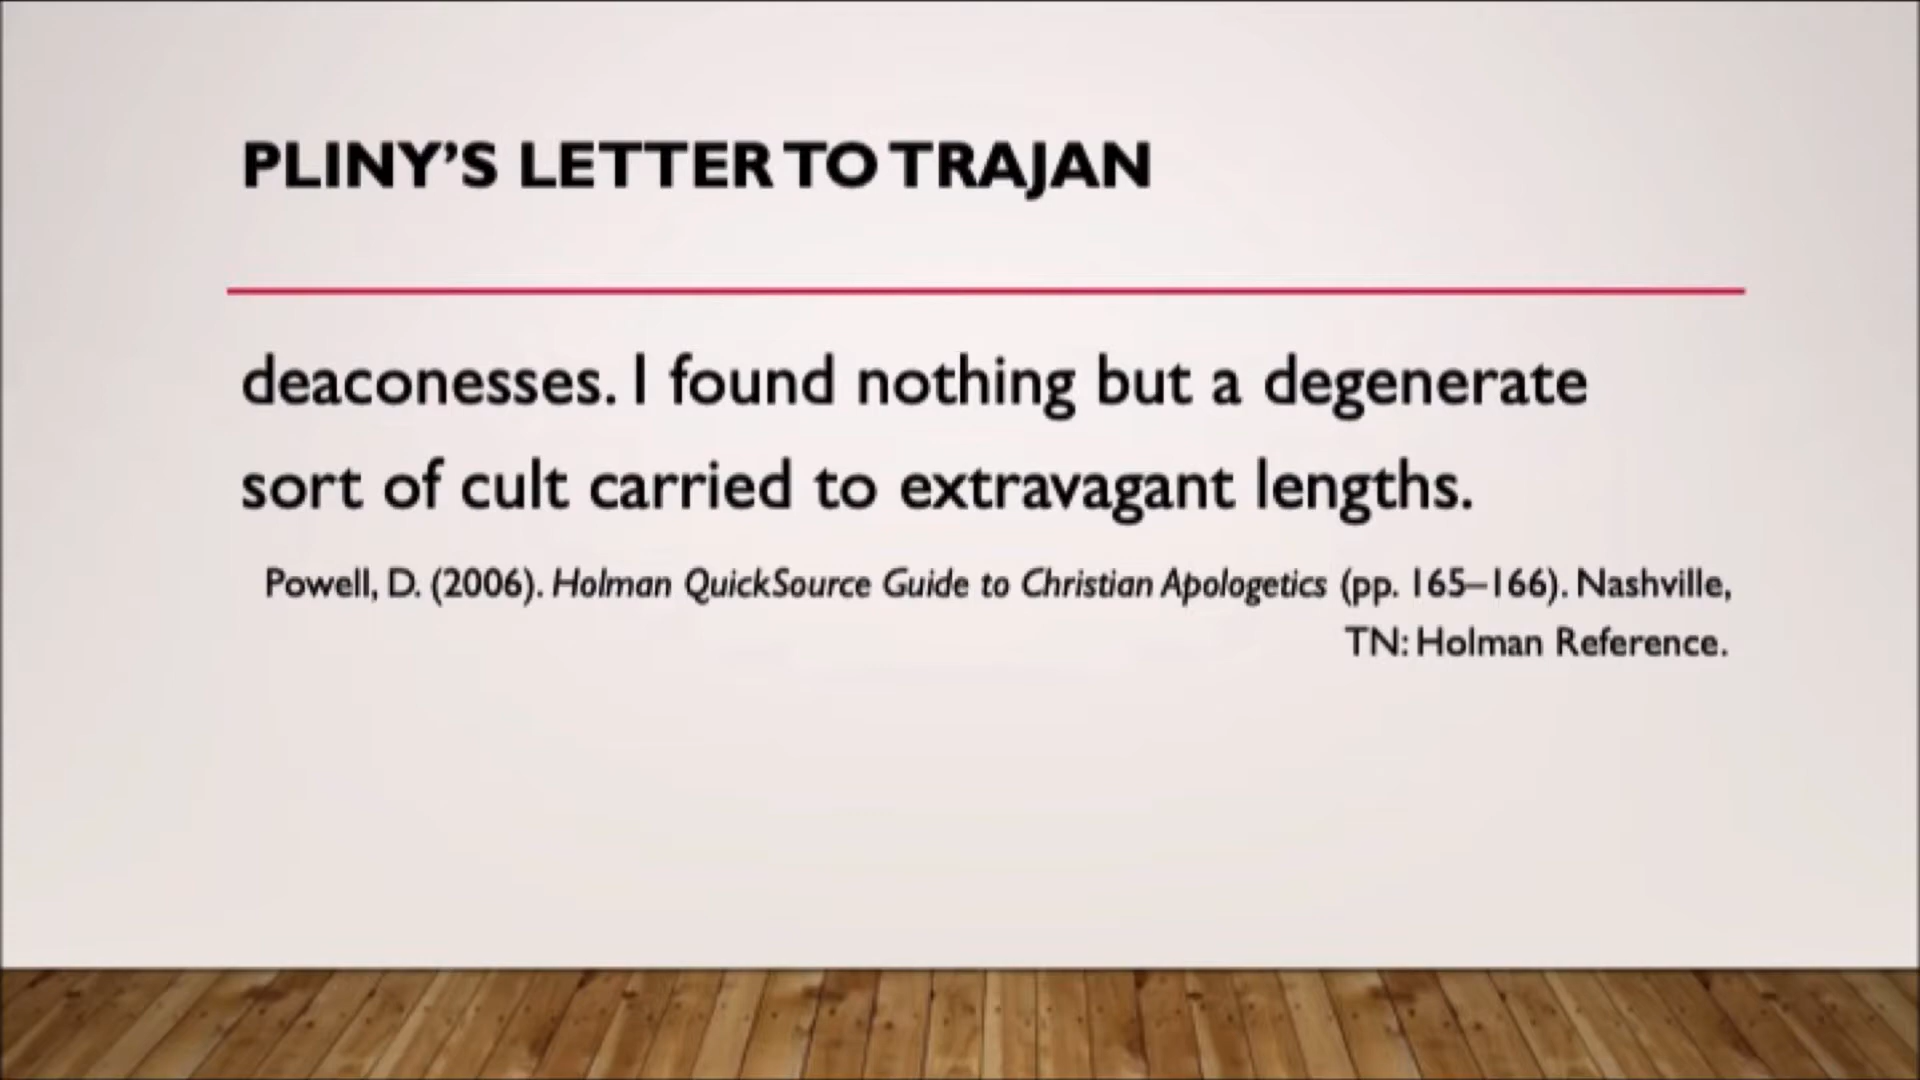 PLINY’S LETTER TO TRAJAN
deaconesses. I found nothing but a degenerate
sort of cult carried to extravagant lengths.
Powell, D. (2006). Holman QuickSource Guide to Christian Apologetics (pp. 165–166). Nashville,
TN: Holman Reference.